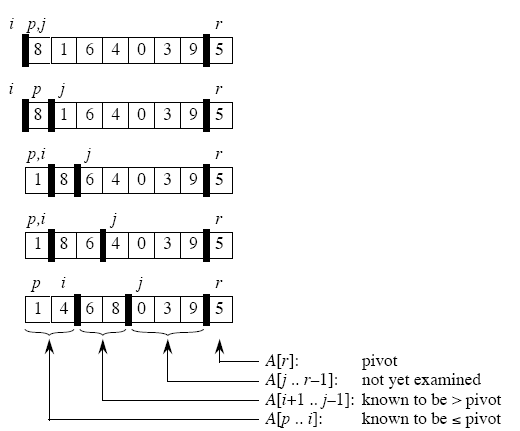 i p,j r
8 1 6 4 0 3 9 5
i p j r
8 1 6 4 0 3 9 5
p,i j r
1 8 6 4 0 3 9 5
p,i j r
1 8 6 4 0 3 9 5
p i j r
1 4 6 8 0 3 9 5
A[r]: pivot
A[j .. r–1]: not yet examined
A[i+1 .. j–1]: known to be > pivot
A[p .. i]: known to be ≤ pivot